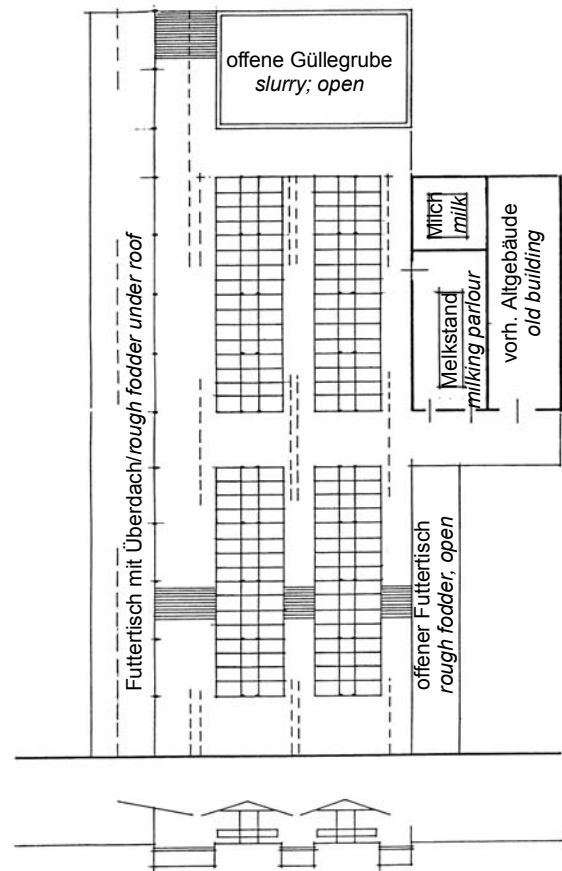 offene Güllegrube
slurry; open
Milch
milk
Melkstand
milking parlour
vorh. Altgebäude
old building
Futtertisch mit Überdach/rough fodder under roof
offener Futtertisch
rough fodder, open